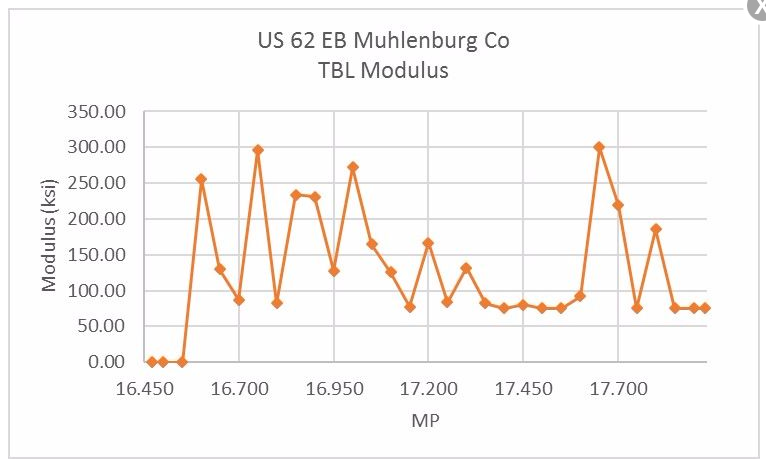 US 62 EB Muhlenburg Co
TBL Modulus
350.00
300.00
250.00
200.00
150.00
100.00
50.00
0.00
Modulus (ksi)
16.450 16.700 16.950 17.200 17.450 17.700
MP
X